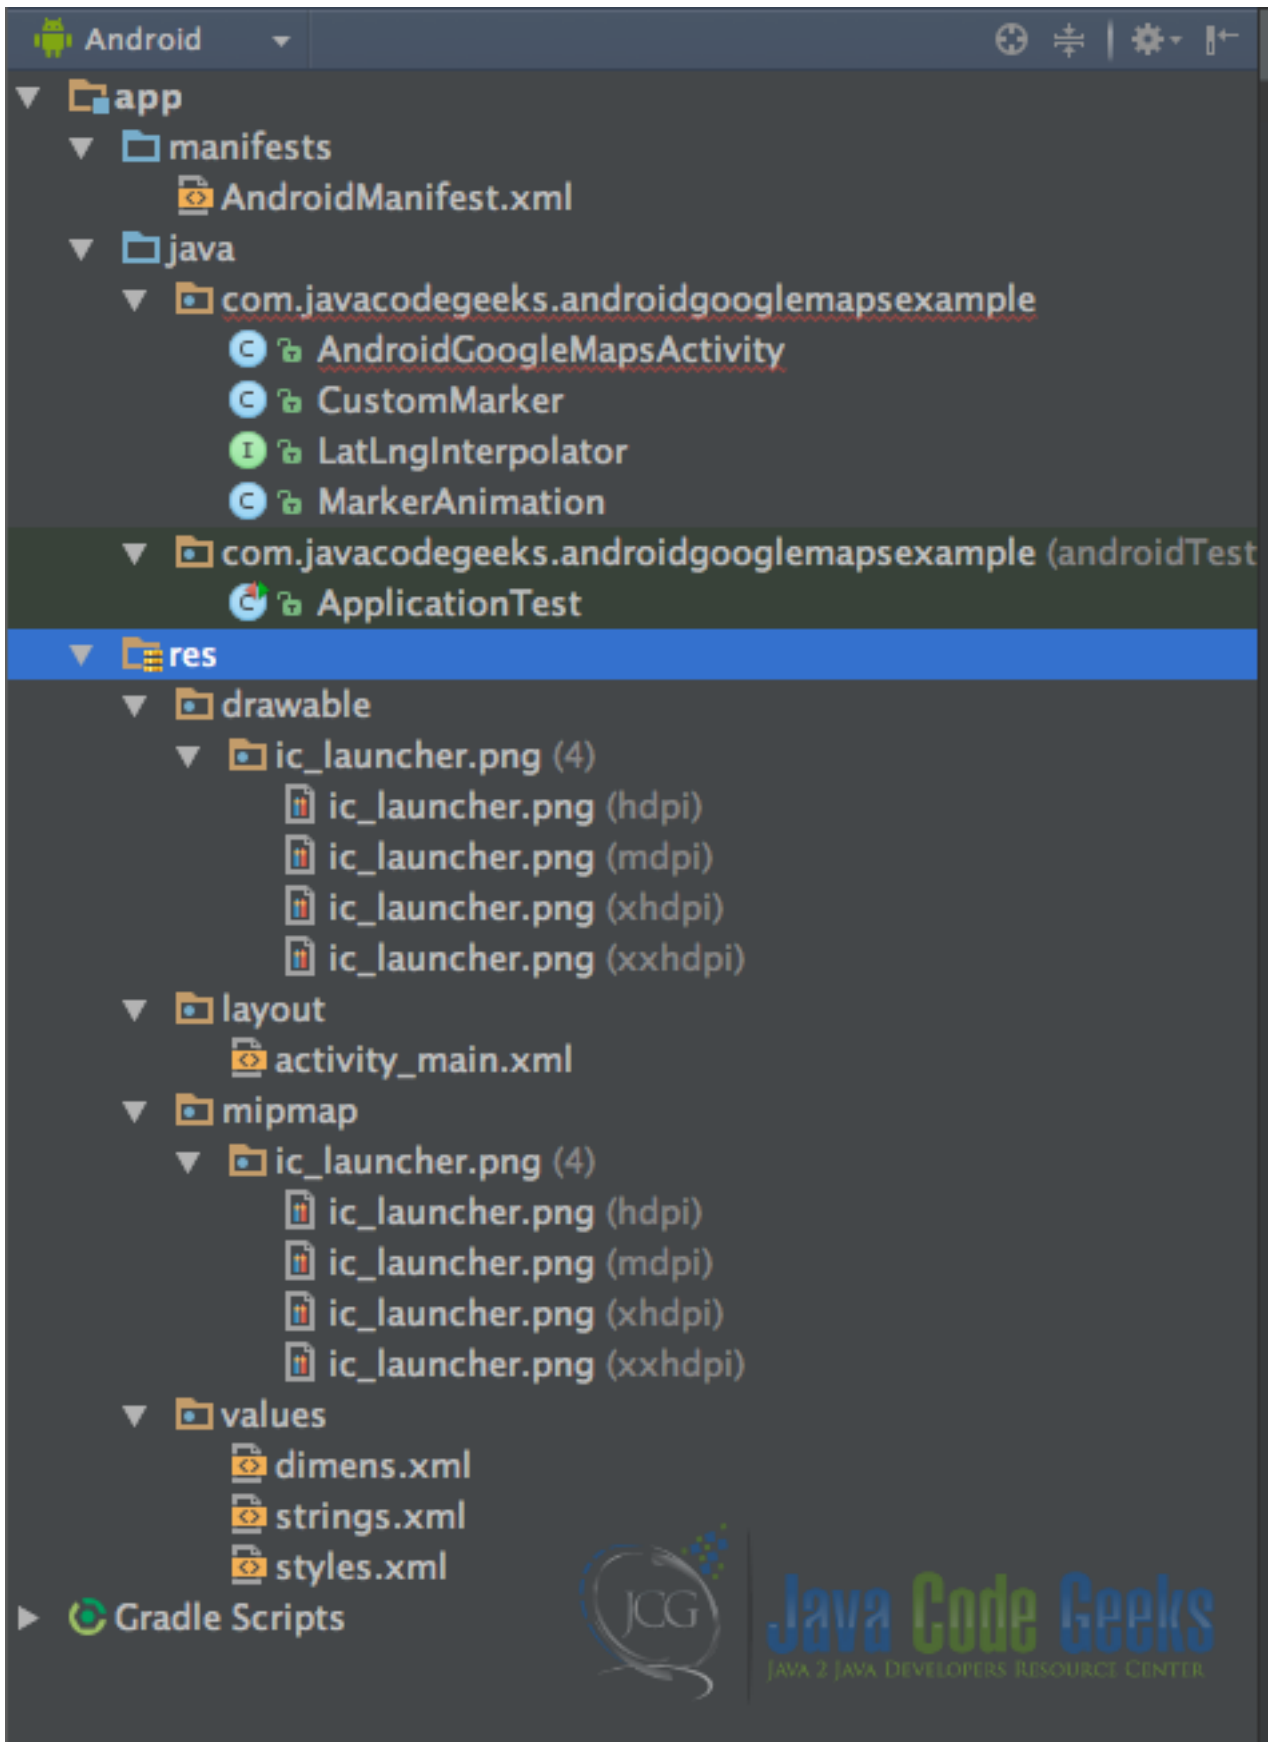 Android
app
manifests
AndroidManifest.xml
java
com.javacodegeeks.androidgooglemapsexample
C AndroidGoogleMapsActivity
C CustomMarker
I LatLngInterpolator
C MarkerAnimation
com.javacodegeeks.androidgooglemapsexample (androidTest
C ApplicationTest
res
drawable
ic_launcher.png (4)
ic_launcher.png (hdpi)
ic_launcher.png (mdpi)
ic_launcher.png (xhdpi)
ic_launcher.png (xxhdpi)
layout
activity_main.xml
mipmap
ic_launcher.png (4)
ic_launcher.png (hdpi)
ic_launcher.png (mdpi)
ic_launcher.png (xhdpi)
ic_launcher.png (xxhdpi)
values
dimens.xml
strings.xml
styles.xml
Gradle Scripts
JCG
Java Code Geeks
JAVA 2 JAVA DEVELOPERS RESOURCE CENTER